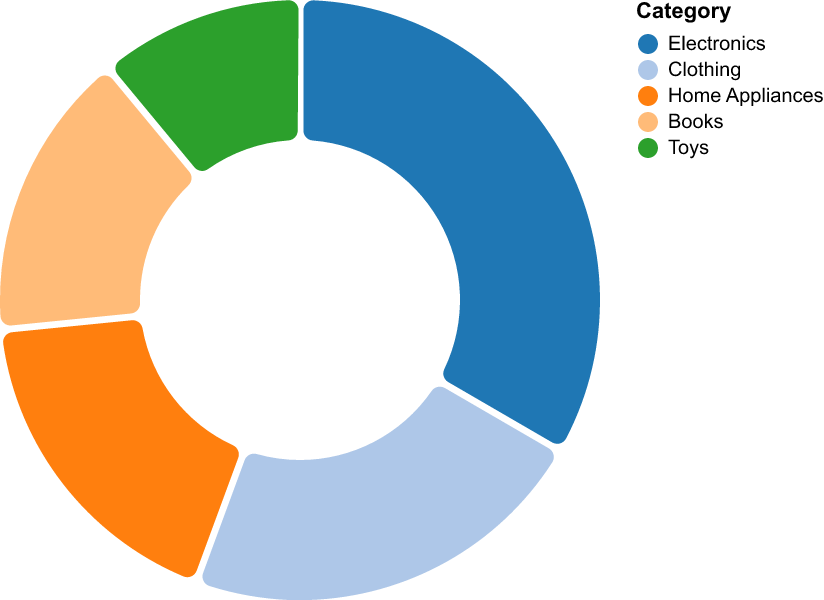 Category
Electronics
Clothing
Home Appliances
Books
Toys